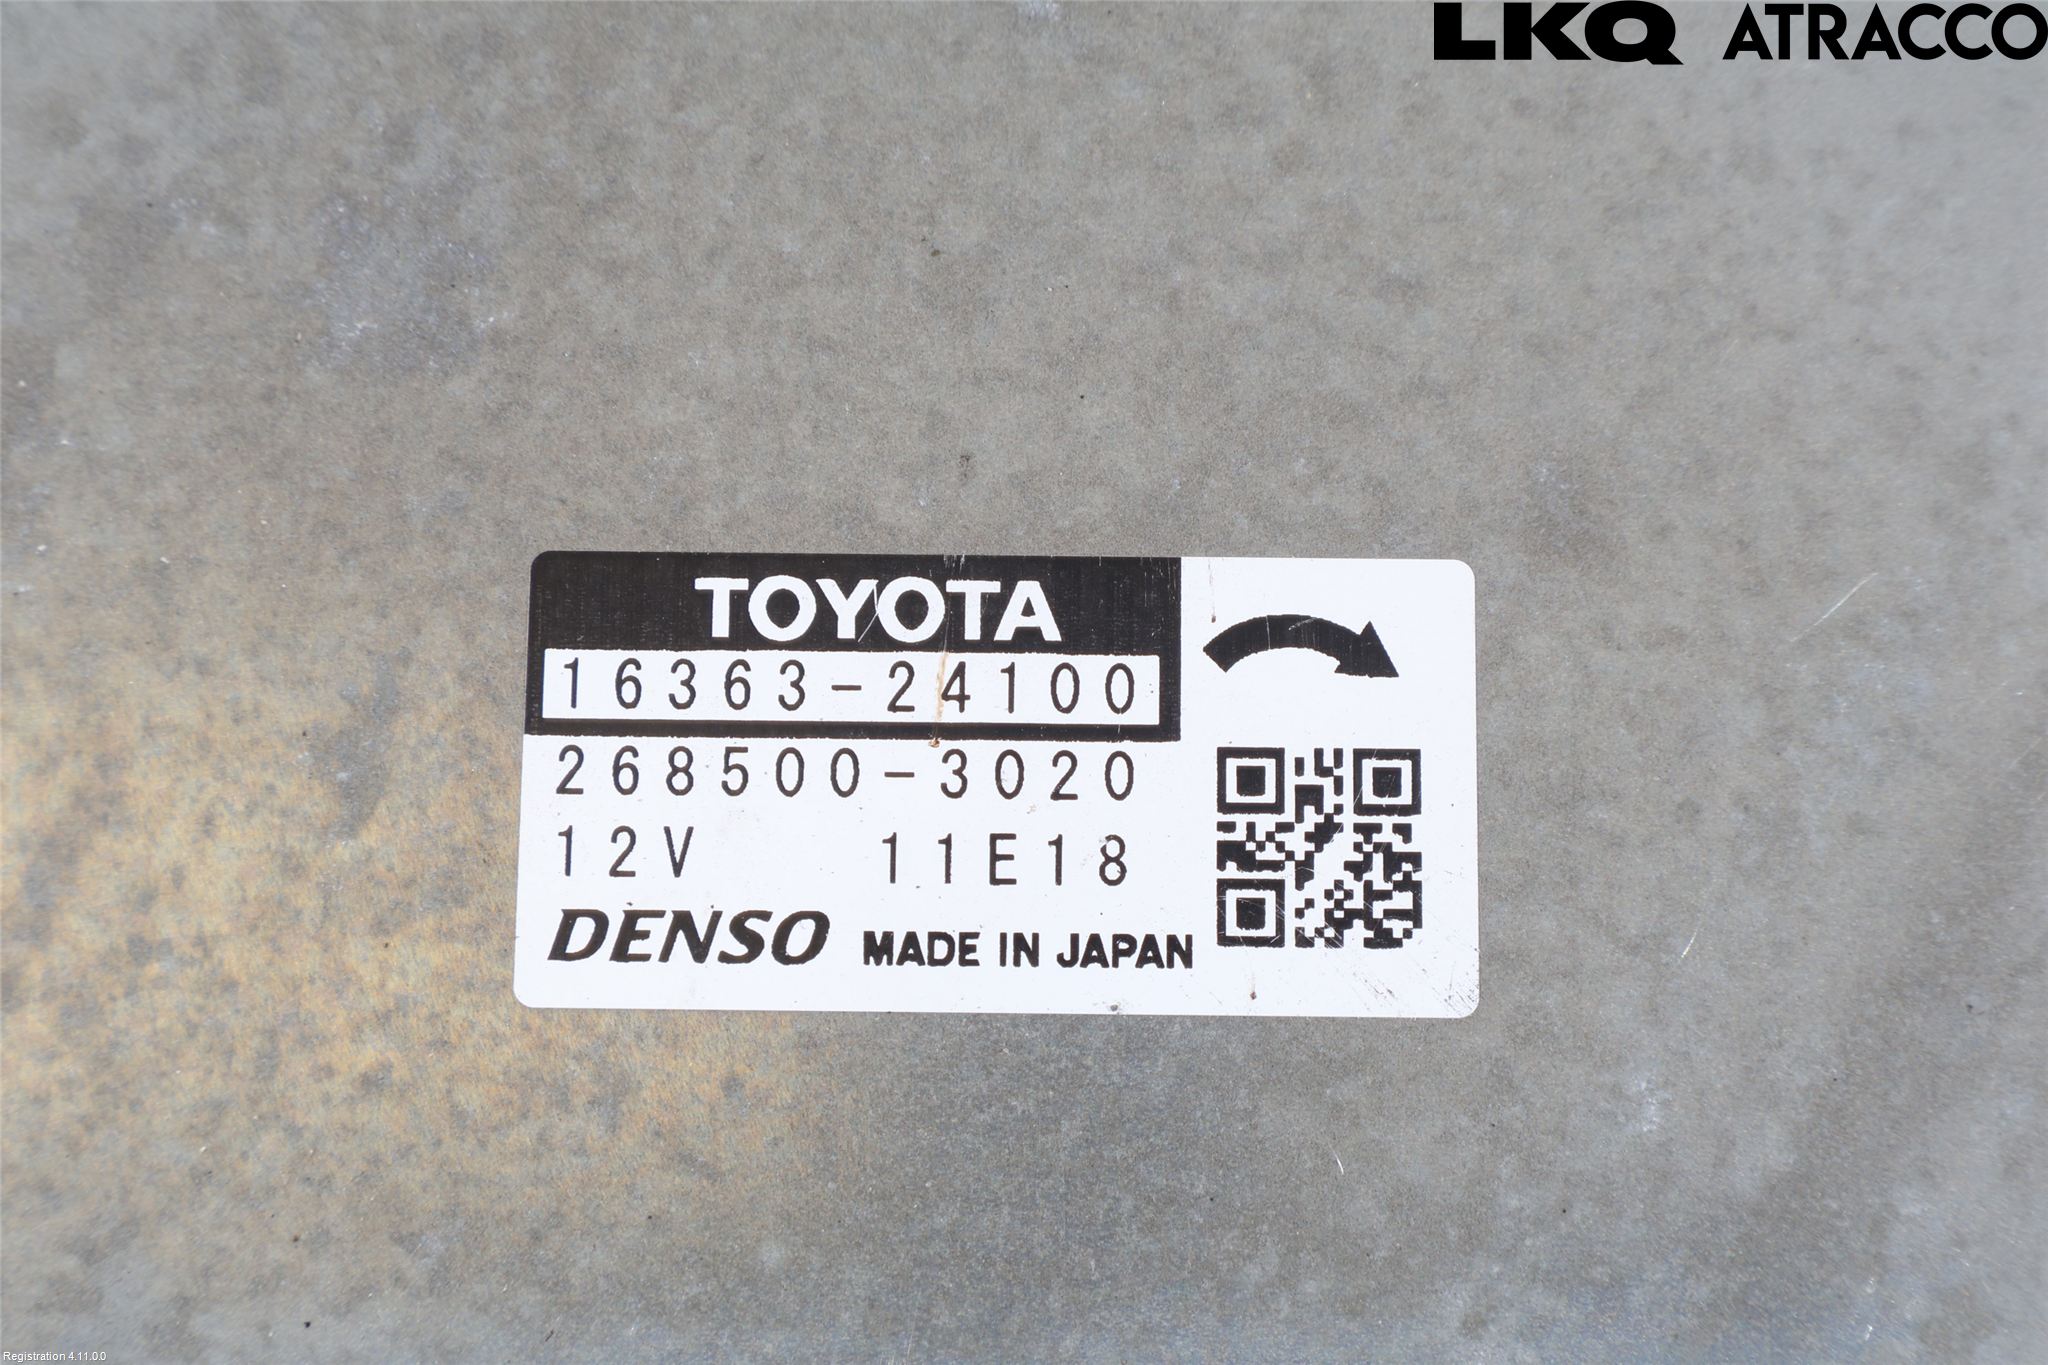 LKQ ATRACCO
TOYOTA
16363-24100
268500-3020
12V 11E18
DENSO MADE IN JAPAN
Registration 4.11.0.0